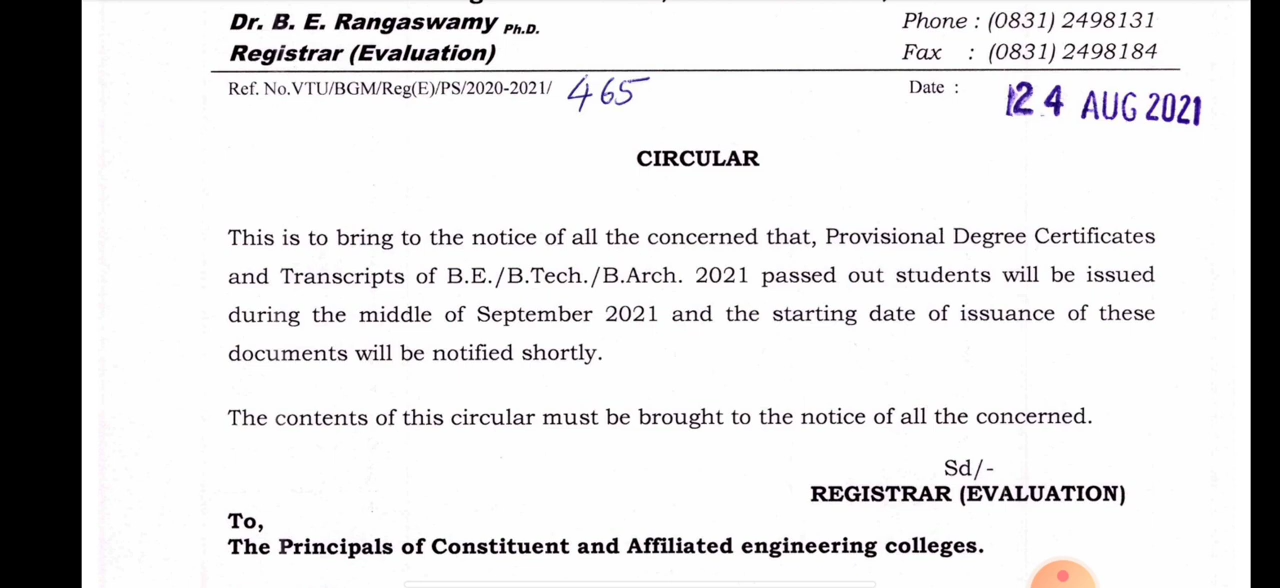 Dr. B. E. Rangaswamy Ph.D.
Phone : (0831) 2498131
Registrar (Evaluation)
Fax : (0831) 2498184
Ref. No.VTU/BGM/Reg(E)/PS/2020-2021/ 465
Date : 24 AUG 2021
CIRCULAR
This is to bring to the notice of all the concerned that, Provisional Degree Certificates
and Transcripts of B.E./B.Tech./B.Arch. 2021 passed out students will be issued
during the middle of September 2021 and the starting date of issuance of these
documents will be notified shortly.
The contents of this circular must be brought to the notice of all the concerned.
Sd/-
REGISTRAR (EVALUATION)
To,
The Principals of Constituent and Affiliated engineering colleges.